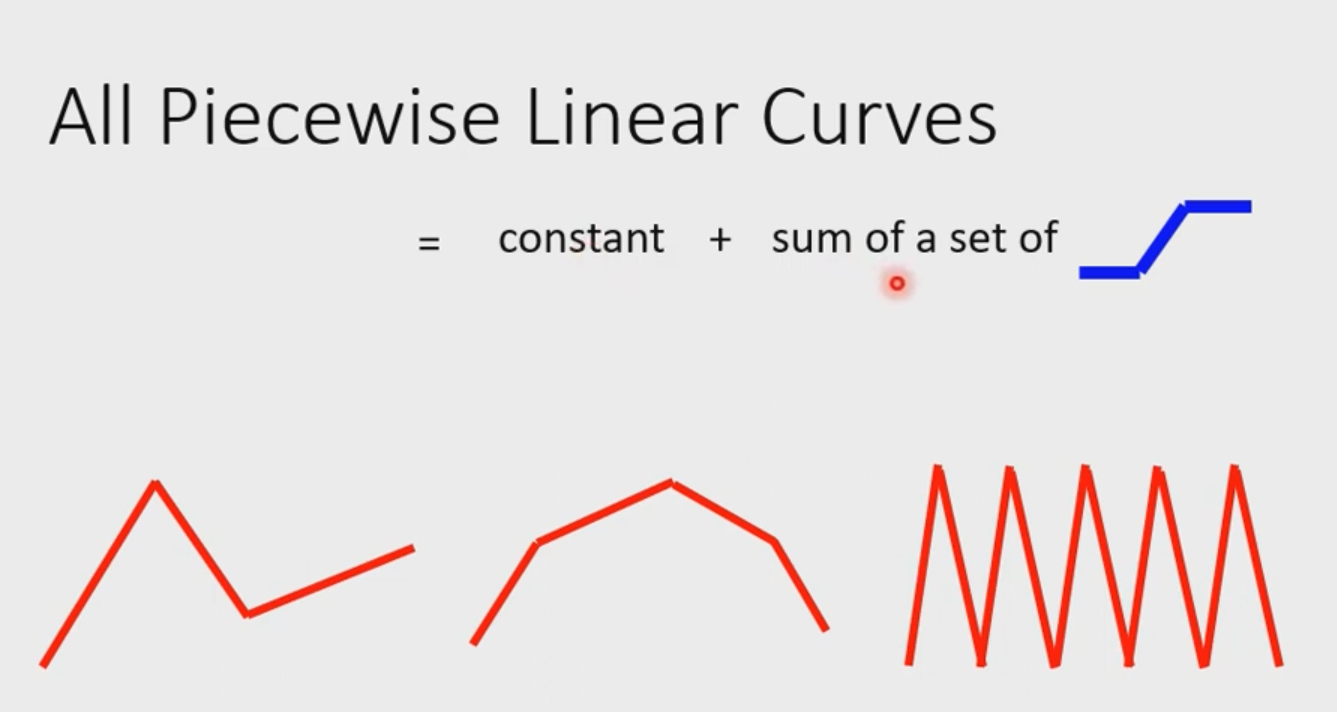 All Piecewise Linear Curves
= constant + sum of a set of